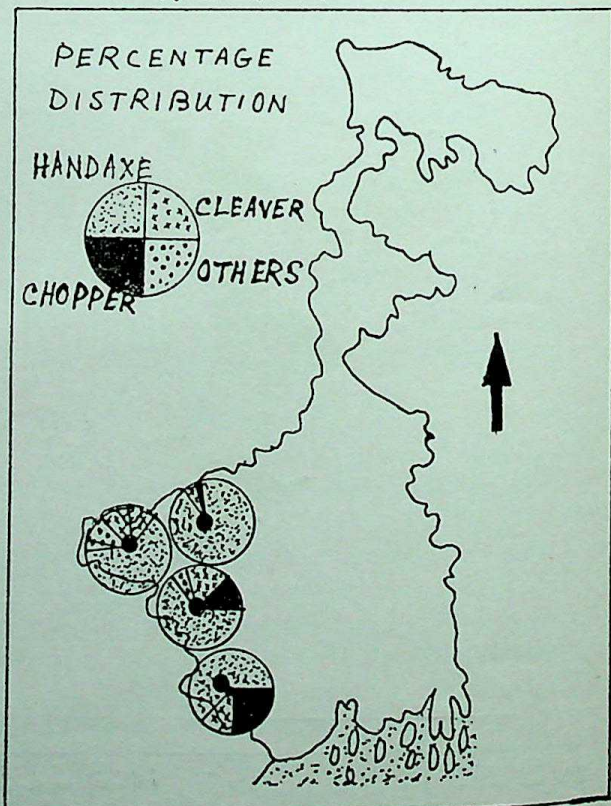 PERCENTAGE
DISTRIBUTION
HANDAXE
CLEAVER
OTHERS
CHOPPER